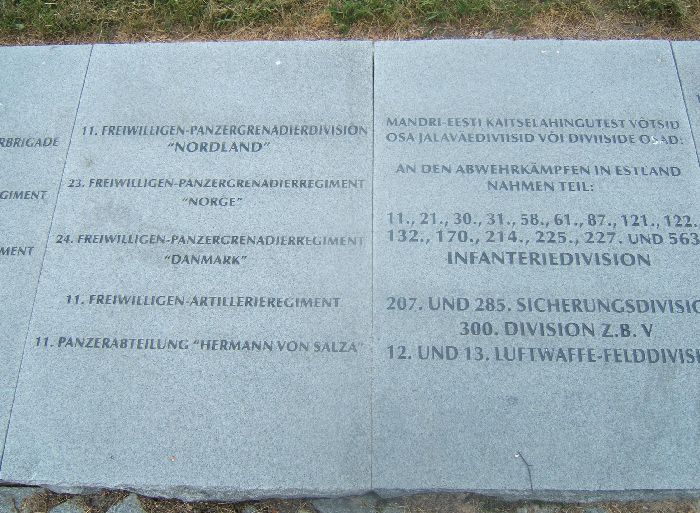 RBRIGADE
GIMENT
MENT
11. FREIWILLIGEN-PANZERGRENADIERDIVISION
"NORDLAND"
23. FREIWILLIGEN-PANZERGRENADIERREGIMENT
"NORGE"
24. FREIWILLIGEN-PANZERGRENADIERREGIMENT
"DANMARK"
11. FREIWILLIGEN-ARTILLERIEREGIMENT
11. PANZERABTEILUNG "HERMANN VON SALZA"
MANDRI-EESTI KAITSELAHINGUTEST VÕTSID
OSA JALAVÄEDIVIISID VÕI DIVIISIDE OSAD:
AN DEN ABWEHRKÄMPFEN IN ESTLAND
NAHMEN TEIL:
11., 21., 30., 31., 58., 61., 87., 121., 122.
132., 170., 214., 225., 227. UND 563
INFANTERIEDIVISION
207. UND 285. SICHERUNGSDIVISIO
300. DIVISION Z.B. V
12. UND 13. LUFTWAFFE-FELDDIVISI